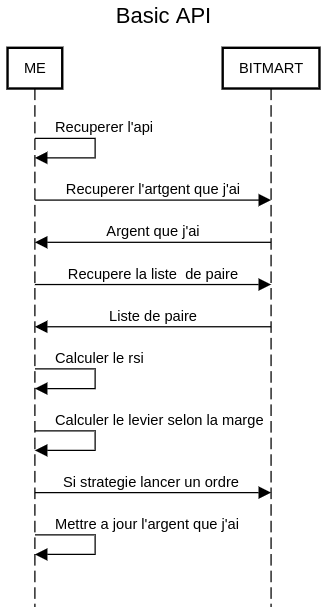 Basic API
ME
BITMART
Recuperer l'api
Recuperer l'artgent que j'ai
Argent que j'ai
Recupere la liste  de paire
Liste de paire
Calculer le rsi
Calculer le levier selon la marge
Si strategie lancer un ordre
Mettre a jour l'argent que j'ai